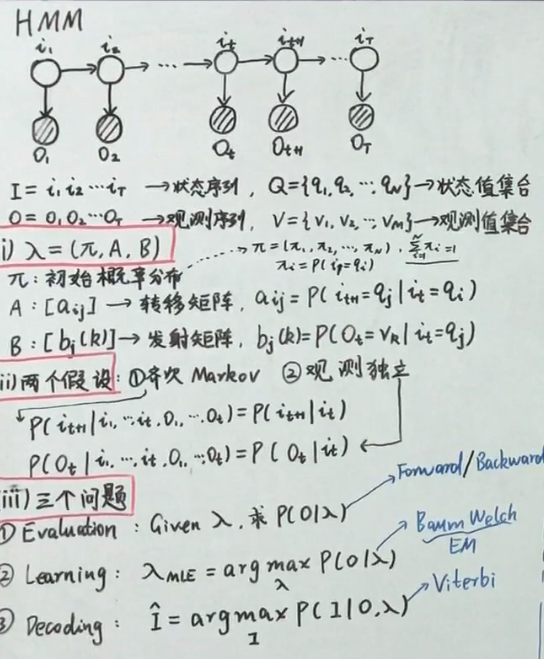 HMM
i₁ i₂ iₜ iₜ₊₁ i_T
...
O₁ O₂ Oₜ Oₜ₊₁ O_T
I = i₁ i₂ ⋯ i_T → 状态序列, Q = {q₁, q₂, ⋯, q_N} → 状态值集合
O = O₁ O₂ ⋯ O_T → 观测序列, V = {v₁, v₂, ⋯, v_M} → 观测值集合
i) λ = (π, A, B) ⇢ π = (π₁, π₂, ⋯, π_N), ∑ᵢ₌₁ᴺ πᵢ = 1
πᵢ = P(i₁ = qᵢ)
π: 初始概率分布
A: [aᵢⱼ] → 转移矩阵, aᵢⱼ = P(iₜ₊₁ = qⱼ | iₜ = qᵢ)
B: [bⱼ(k)] → 发射矩阵, bⱼ(k) = P(Oₜ = vₖ | iₜ = qⱼ)
ii) 两个假设: ① 齐次 Markov ② 观测独立
P(iₜ₊₁ | i₁, ⋯, iₜ, O₁, ⋯, Oₜ) = P(iₜ₊₁ | iₜ)
P(Oₜ | i₁, ⋯, iₜ, O₁, ⋯, Oₜ) = P(Oₜ | iₜ)
iii) 三个问题
① Evaluation: Given λ, 求 P(O|λ) → Forward/Backward
② Learning: λ_MLE = arg max_λ P(O|λ) → Baum Welch
EM
③ Decoding: Î = arg max_I P(I|O,λ) → Viterbi